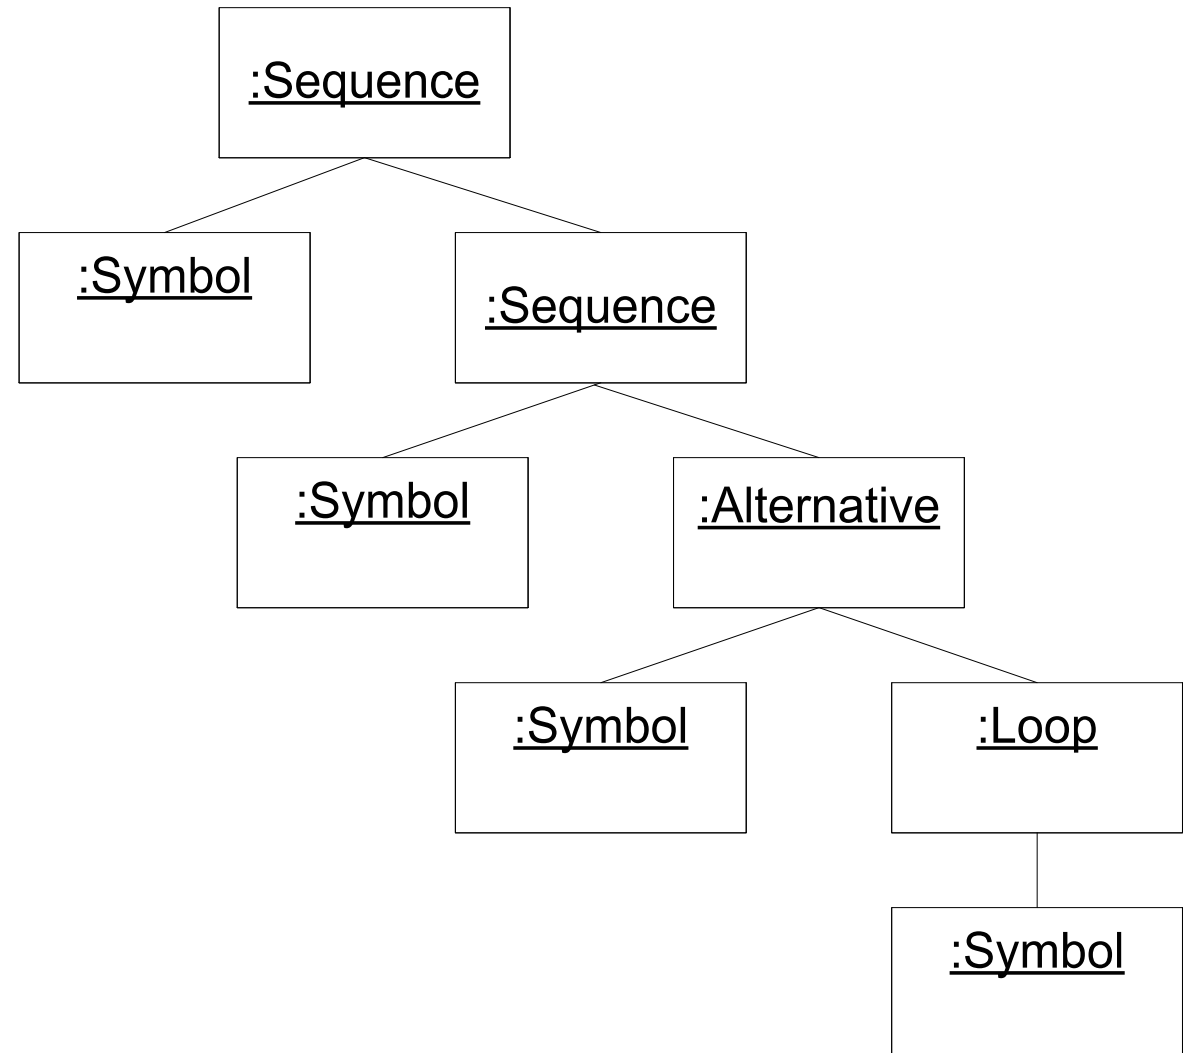 :Sequence
:Symbol
:Sequence
:Symbol
:Alternative
:Symbol
:Loop
:Symbol